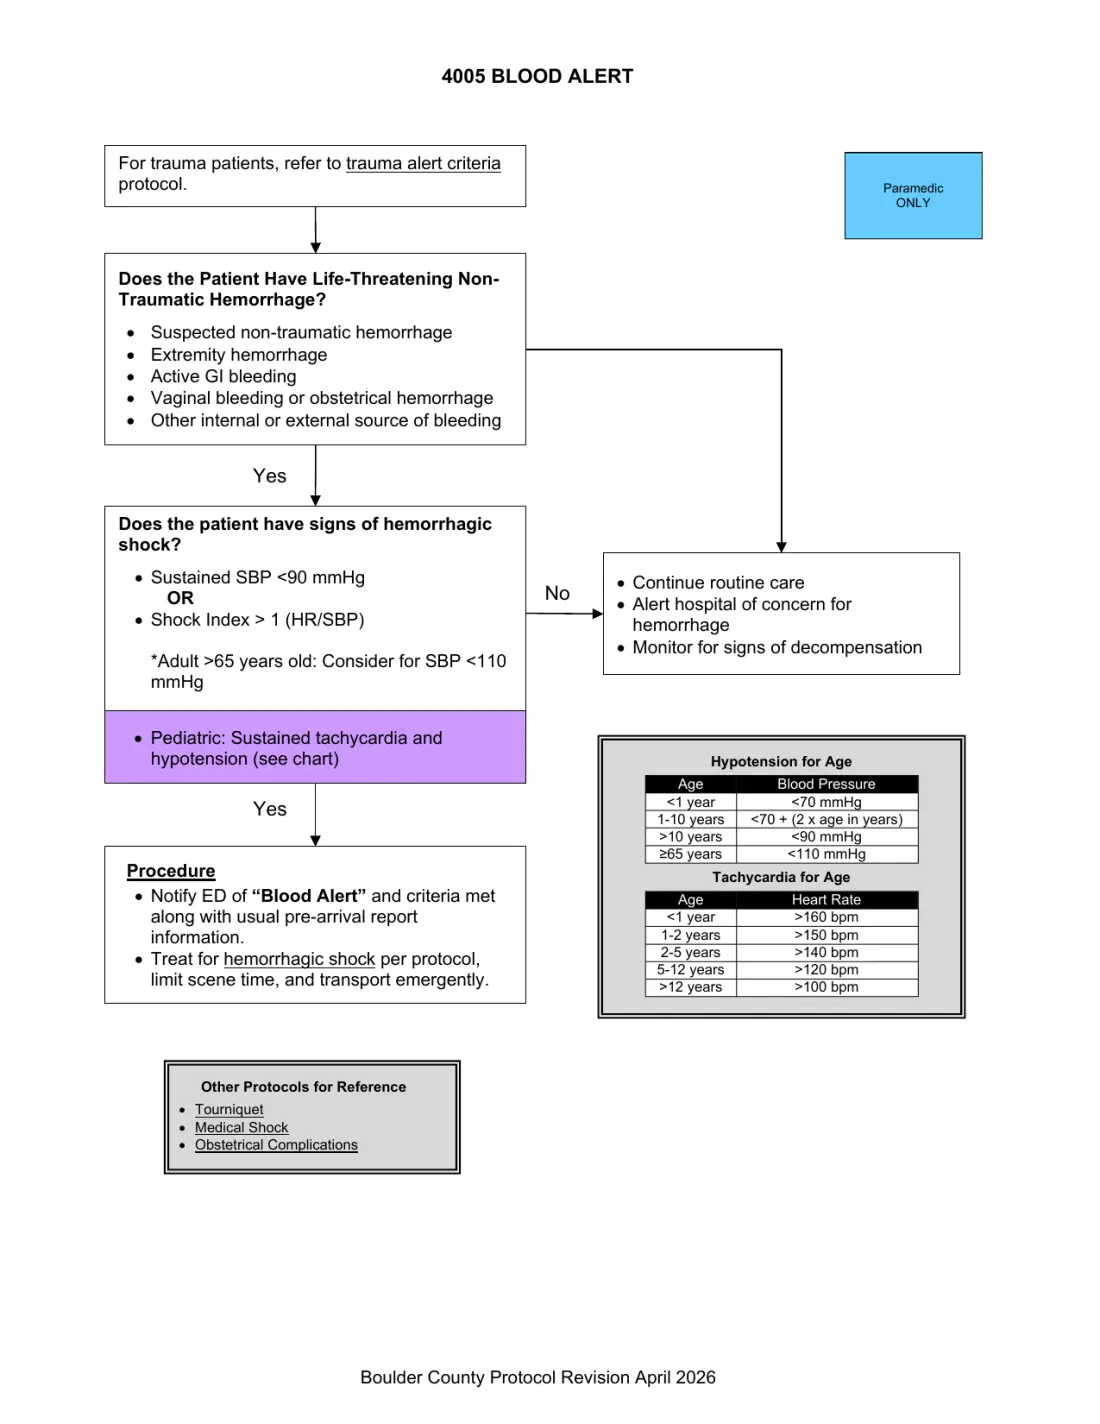 4005 BLOOD ALERT
For trauma patients, refer to trauma alert criteria
protocol.
Paramedic
ONLY
Does the Patient Have Life-Threatening Non-
Traumatic Hemorrhage?
• Suspected non-traumatic hemorrhage
• Extremity hemorrhage
• Active GI bleeding
• Vaginal bleeding or obstetrical hemorrhage
• Other internal or external source of bleeding
Yes
Does the patient have signs of hemorrhagic
shock?
• Sustained SBP <90 mmHg
OR
• Shock Index > 1 (HR/SBP)
*Adult >65 years old: Consider for SBP <110
mmHg
• Pediatric: Sustained tachycardia and
hypotension (see chart)
No
• Continue routine care
• Alert hospital of concern for
hemorrhage
• Monitor for signs of decompensation
Yes
Procedure
• Notify ED of “Blood Alert” and criteria met
along with usual pre-arrival report
information.
• Treat for hemorrhagic shock per protocol,
limit scene time, and transport emergently.
Hypotension for Age
Age Blood Pressure
<1 year <70 mmHg
1-10 years <70 + (2 x age in years)
>10 years <90 mmHg
≥65 years <110 mmHg
Tachycardia for Age
Age Heart Rate
<1 year >160 bpm
1-2 years >150 bpm
2-5 years >140 bpm
5-12 years >120 bpm
>12 years >100 bpm
Other Protocols for Reference
• Tourniquet
• Medical Shock
• Obstetrical Complications
Boulder County Protocol Revision April 2026